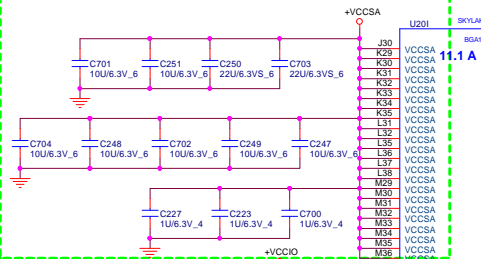 +VCCSA
U20I
SKYLAK
BGA1
11.1 A
J30 VCCSA
K29 VCCSA
K30 VCCSA
K31 VCCSA
K32 VCCSA
K33 VCCSA
K34 VCCSA
K35 VCCSA
L31 VCCSA
L32 VCCSA
L35 VCCSA
L36 VCCSA
L37 VCCSA
L38 VCCSA
M29 VCCSA
M30 VCCSA
M31 VCCSA
M32 VCCSA
M33 VCCSA
M34 VCCSA
M35 VCCSA
M36 VCCSA
C701 C251 C250 C703
10U/6.3V_6 10U/6.3V_6 22U/6.3VS_6 22U/6.3VS_6
C704 C248 C702 C249 C247
10U/6.3V_6 10U/6.3V_6 10U/6.3V_6 10U/6.3V_6 10U/6.3V_6
C227 C223 C700
1U/6.3V_4 1U/6.3V_4 1U/6.3V_4
+VCCIO